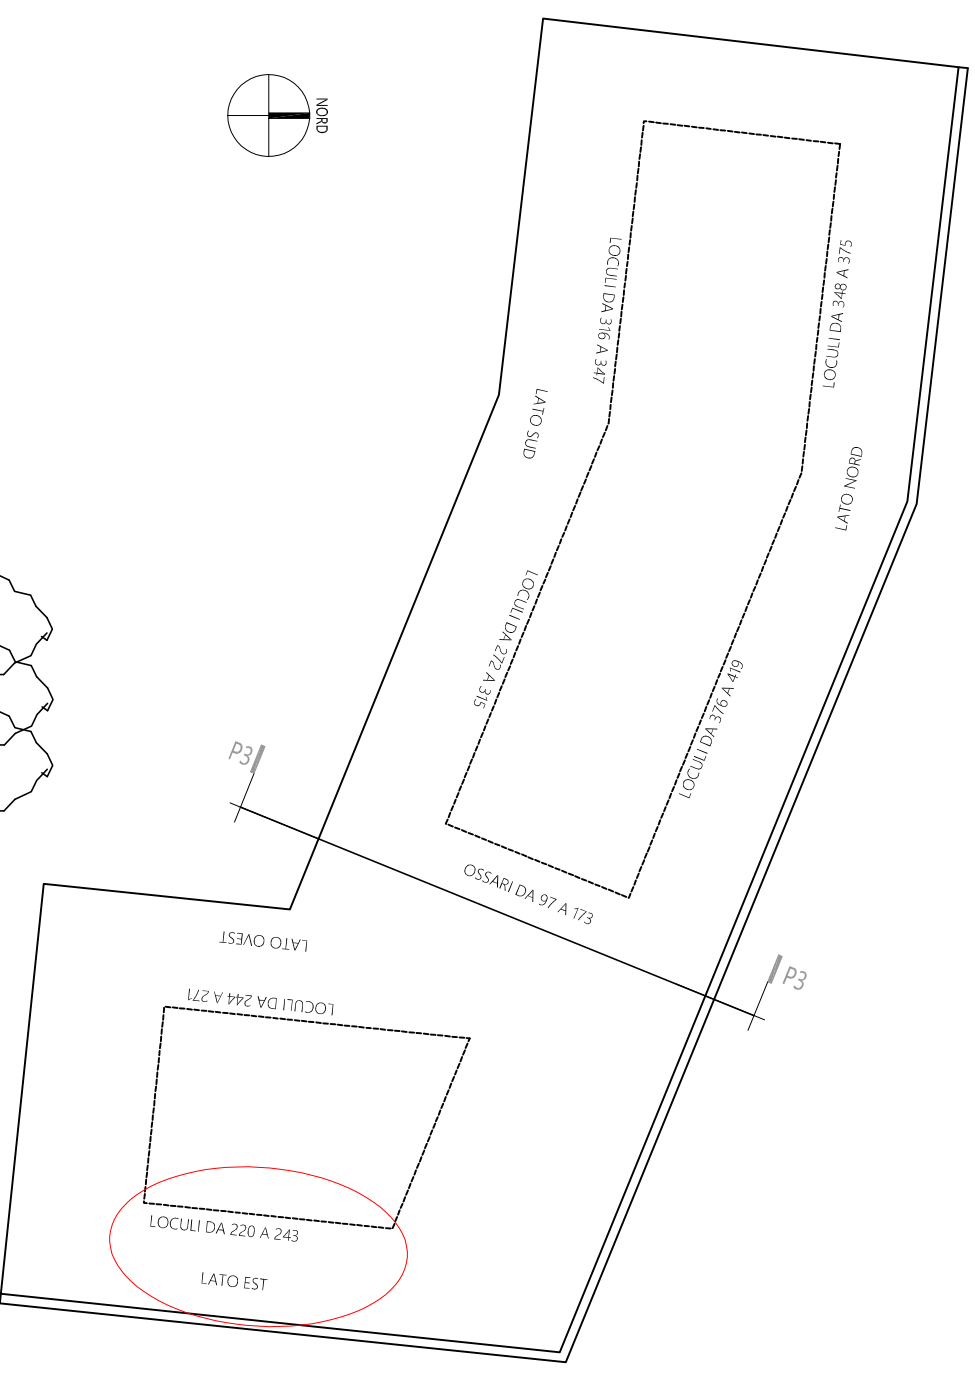 NORD
LOCULI DA 316 A 347
LOCULI DA 348 A 375
LATO SUD
LATO NORD
LOCULI DA 272 A 315
LOCULI DA 376 A 419
P3
OSSARI DA 97 A 173
P3
LATO OVEST
LOCULI DA 244 A 271
LOCULI DA 220 A 243
LATO EST